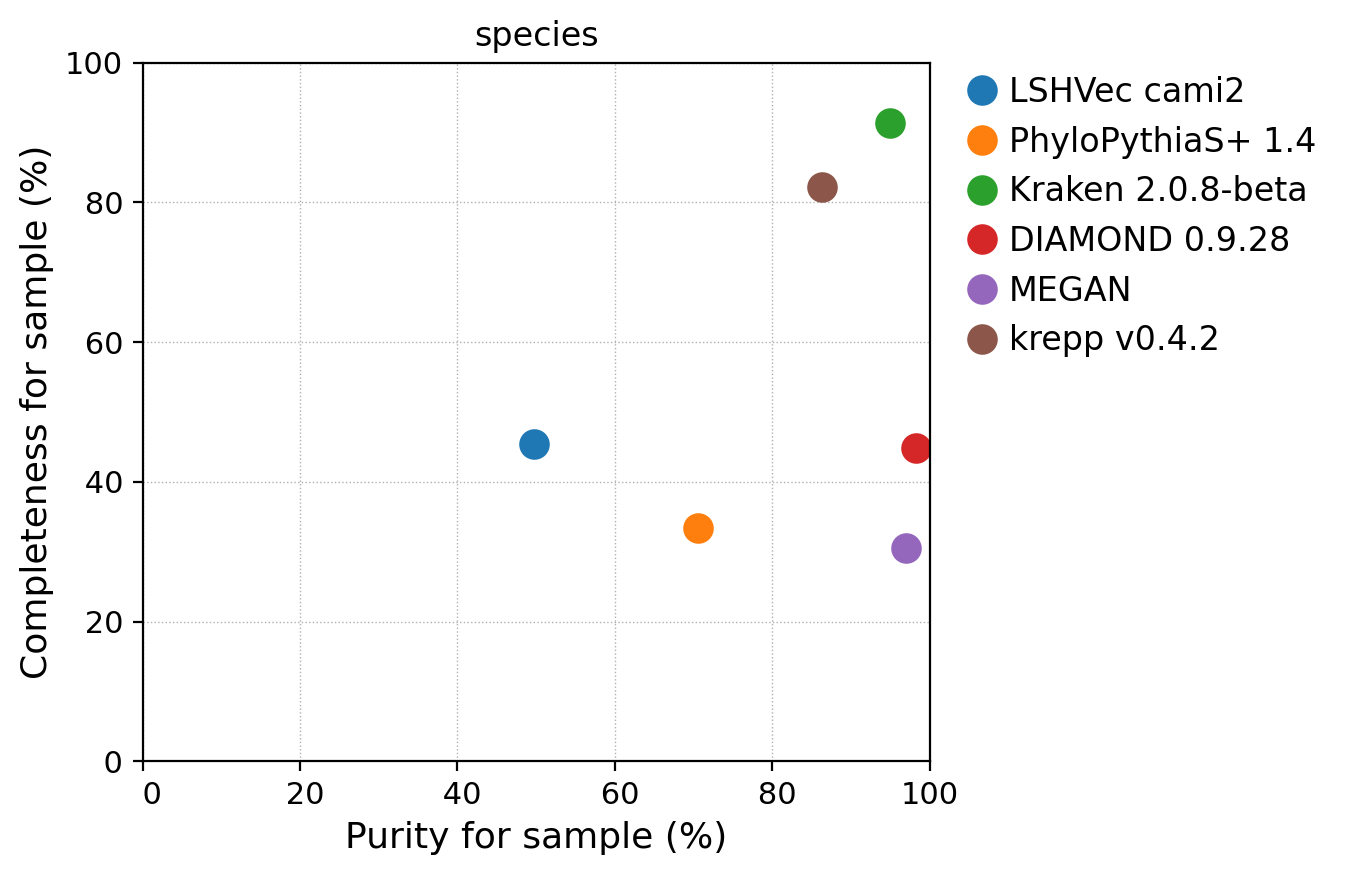 species
100
80
60
40
20
0
Completeness for sample (%)
0 20 40 60 80 100
Purity for sample (%)
LSHVec cami2
PhyloPythiaS+ 1.4
Kraken 2.0.8-beta
DIAMOND 0.9.28
MEGAN
krepp v0.4.2